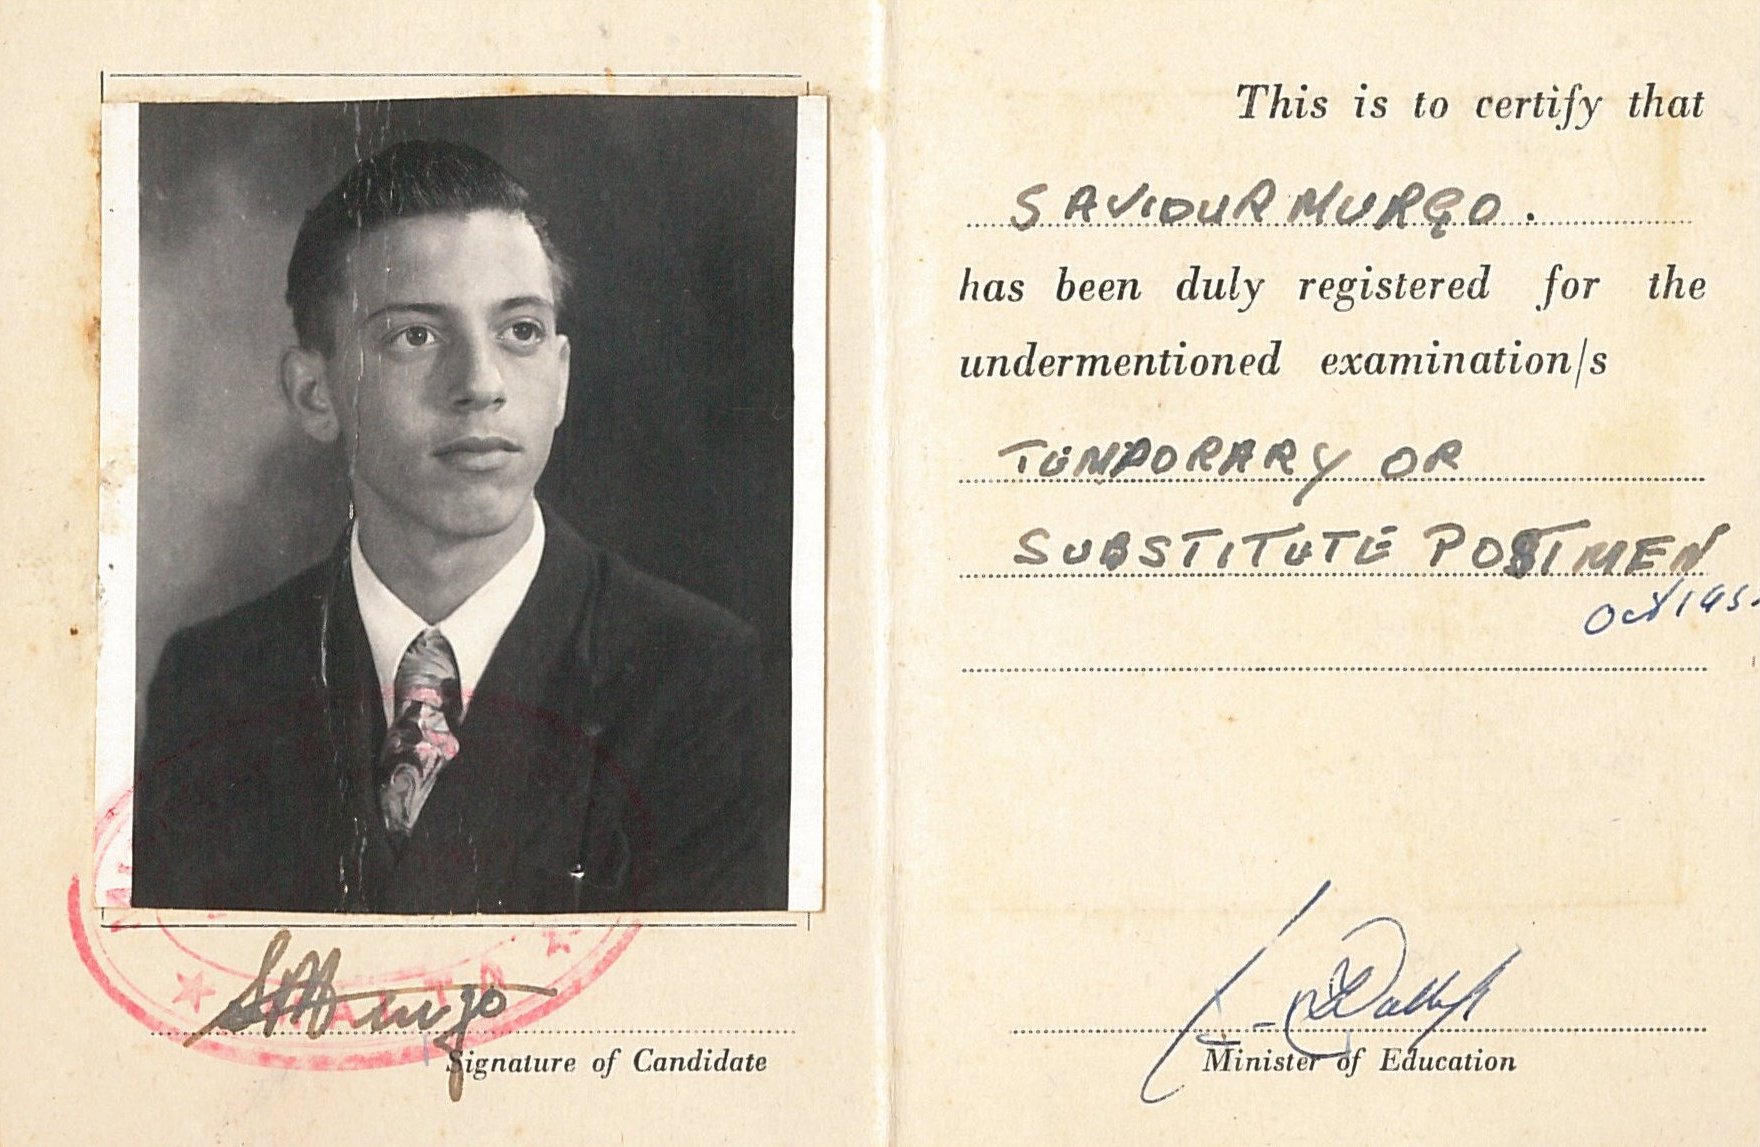 This is to certify that
SAVIOUR MURGO.
has been duly registered for the
undermentioned examination/s
TEMPORARY OR
SUBSTITUTE POSTMEN
Signature of Candidate
Minister of Education